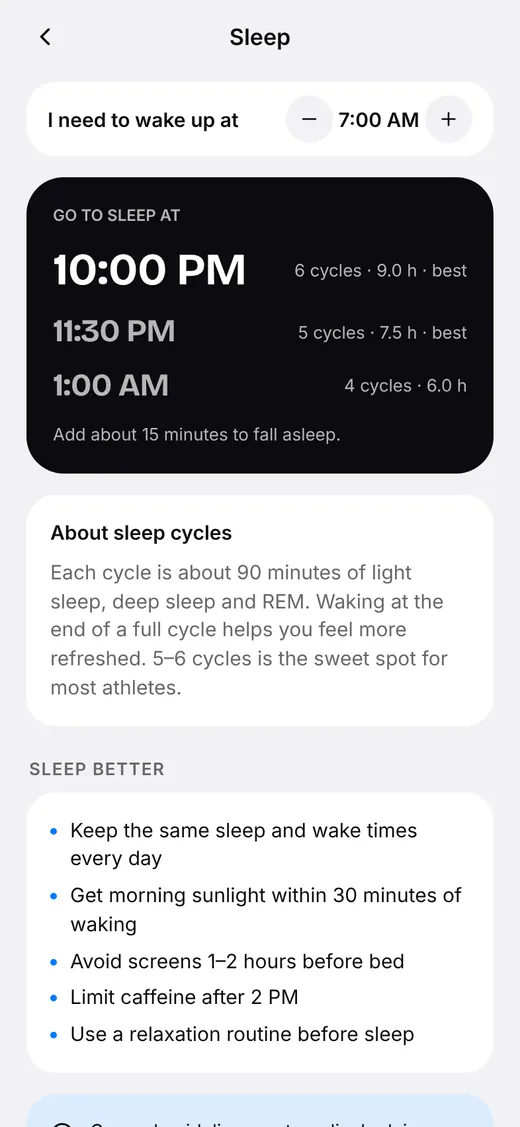 Sleep
I need to wake up at − 7:00 AM +
GO TO SLEEP AT
10:00 PM 6 cycles · 9.0 h · best
11:30 PM 5 cycles · 7.5 h · best
1:00 AM 4 cycles · 6.0 h
Add about 15 minutes to fall asleep.
About sleep cycles
Each cycle is about 90 minutes of light
sleep, deep sleep and REM. Waking at the
end of a full cycle helps you feel more
refreshed. 5–6 cycles is the sweet spot for
most athletes.
SLEEP BETTER
• Keep the same sleep and wake times
every day
• Get morning sunlight within 30 minutes of
waking
• Avoid screens 1–2 hours before bed
• Limit caffeine after 2 PM
• Use a relaxation routine before sleep